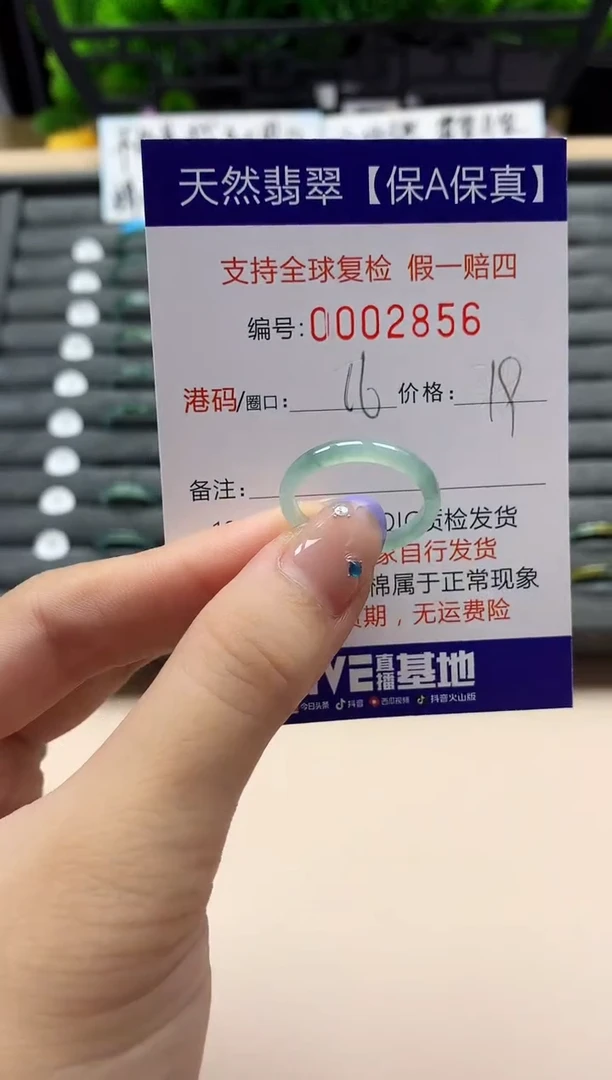 天然翡翠【保A保真】
支持全球复检 假一赔四
编号:0002856
港码/圈口: 16 价格: 19
备注:
质检发货
家自行发货
棉属于正常现象
期，无运费险
VE直播基地
今日头条 抖音 西瓜视频 抖音火山版